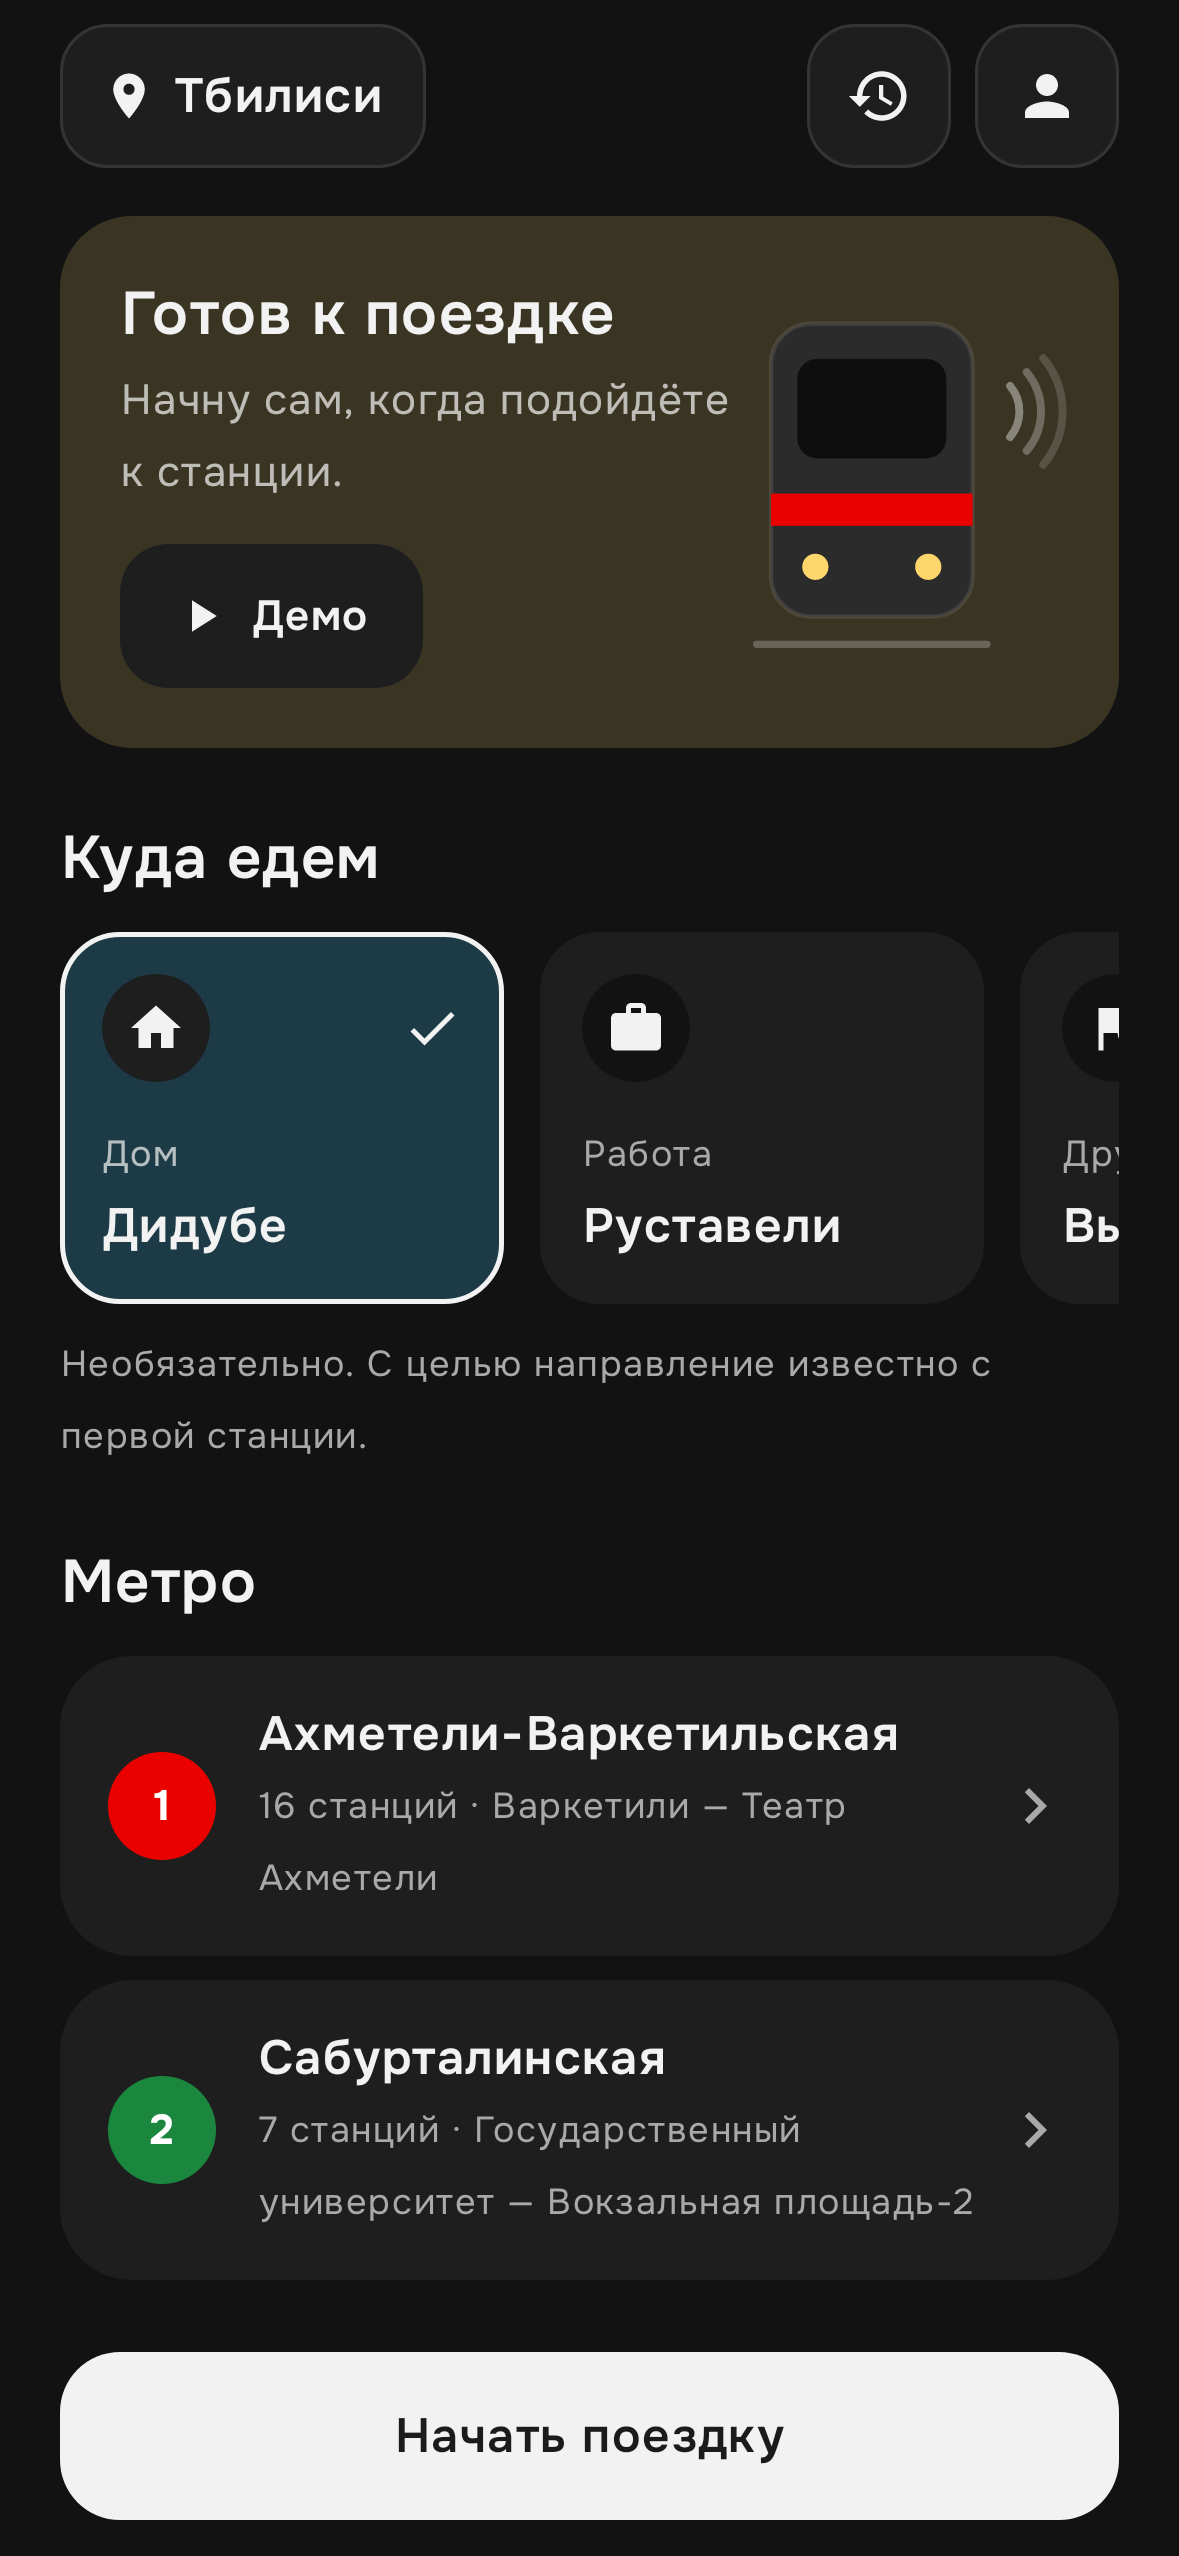 Тбилиси
Готов к поездке
Начну сам, когда подойдёте
к станции.
Демо
Куда едем
Дом
Дидубе
Работа
Руставели
Необязательно. С целью направление известно с
первой станции.
Метро
1
Ахметели-Варкетильская
16 станций · Варкетили — Театр
Ахметели
2
Сабурталинская
7 станций · Государственный
университет — Вокзальная площадь-2
Начать поездку